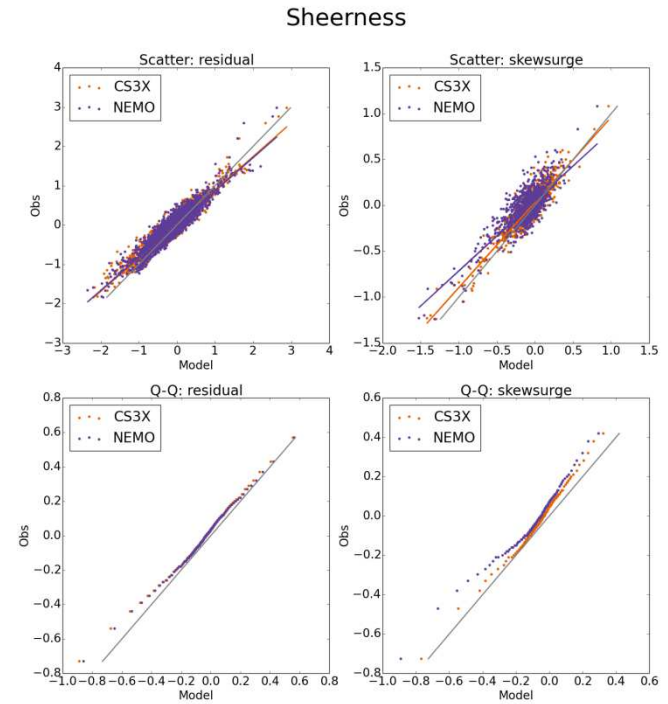 Sheerness
Scatter: residual
4
3
2
1
0
−1
−2
−3
−3 −2 −1 0 1 2 3 4
Obs
Model
CS3X
NEMO
Scatter: skewsurge
1.5
1.0
0.5
0.0
−0.5
−1.0
−1.5
−2.0 −1.5 −1.0 −0.5 0.0 0.5 1.0 1.5
Obs
Model
CS3X
NEMO
Q-Q: residual
0.8
0.6
0.4
0.2
0.0
−0.2
−0.4
−0.6
−0.8
−1.0 −0.8 −0.6 −0.4 −0.2 0.0 0.2 0.4 0.6 0.8
Obs
Model
CS3X
NEMO
Q-Q: skewsurge
0.6
0.4
0.2
0.0
−0.2
−0.4
−0.6
−0.8
−1.0 −0.8 −0.6 −0.4 −0.2 0.0 0.2 0.4 0.6
Obs
Model
CS3X
NEMO